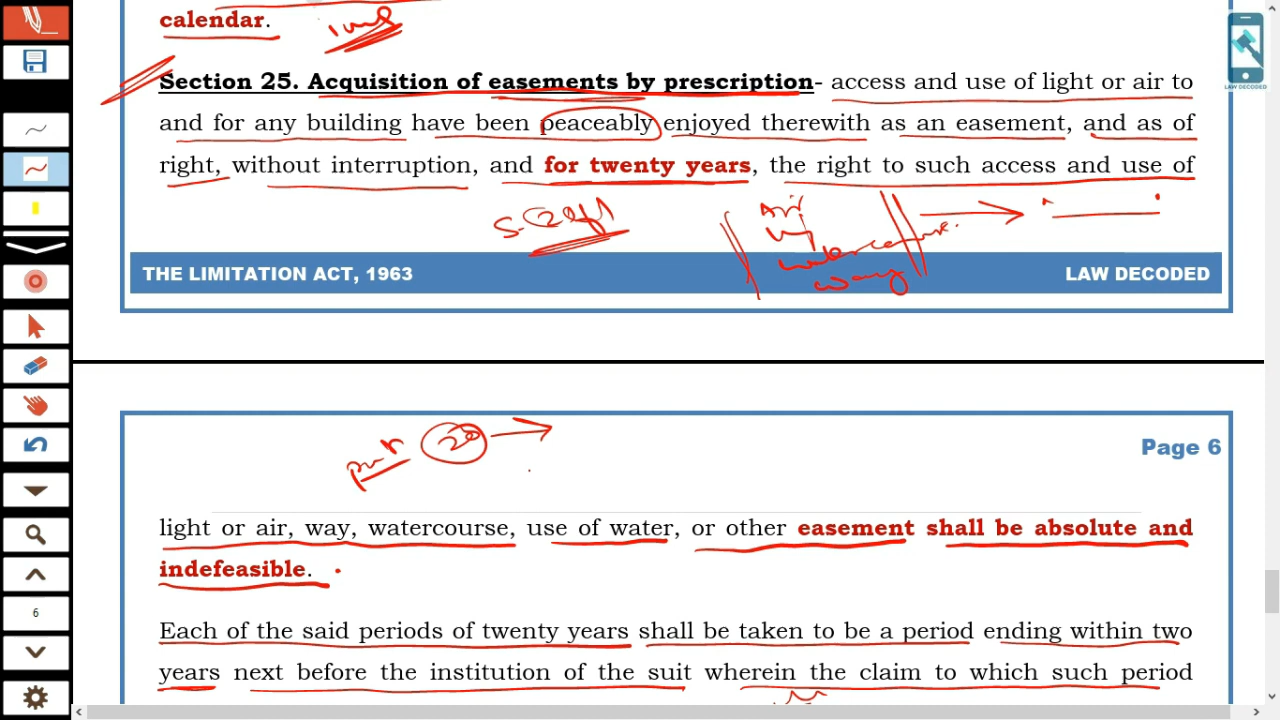 calendar.
LAW DECODED
Section 25. Acquisition of easements by prescription- access and use of light or air to
and for any building have been peaceably enjoyed therewith as an easement, and as of
right, without interruption, and for twenty years, the right to such access and use of
Air
THE LIMITATION ACT, 1963
LAW DECODED
20
Page 6
light or air, way, watercourse, use of water, or other easement shall be absolute and
indefeasible.
6
Each of the said periods of twenty years shall be taken to be a period ending within two
years next before the institution of the suit wherein the claim to which such period